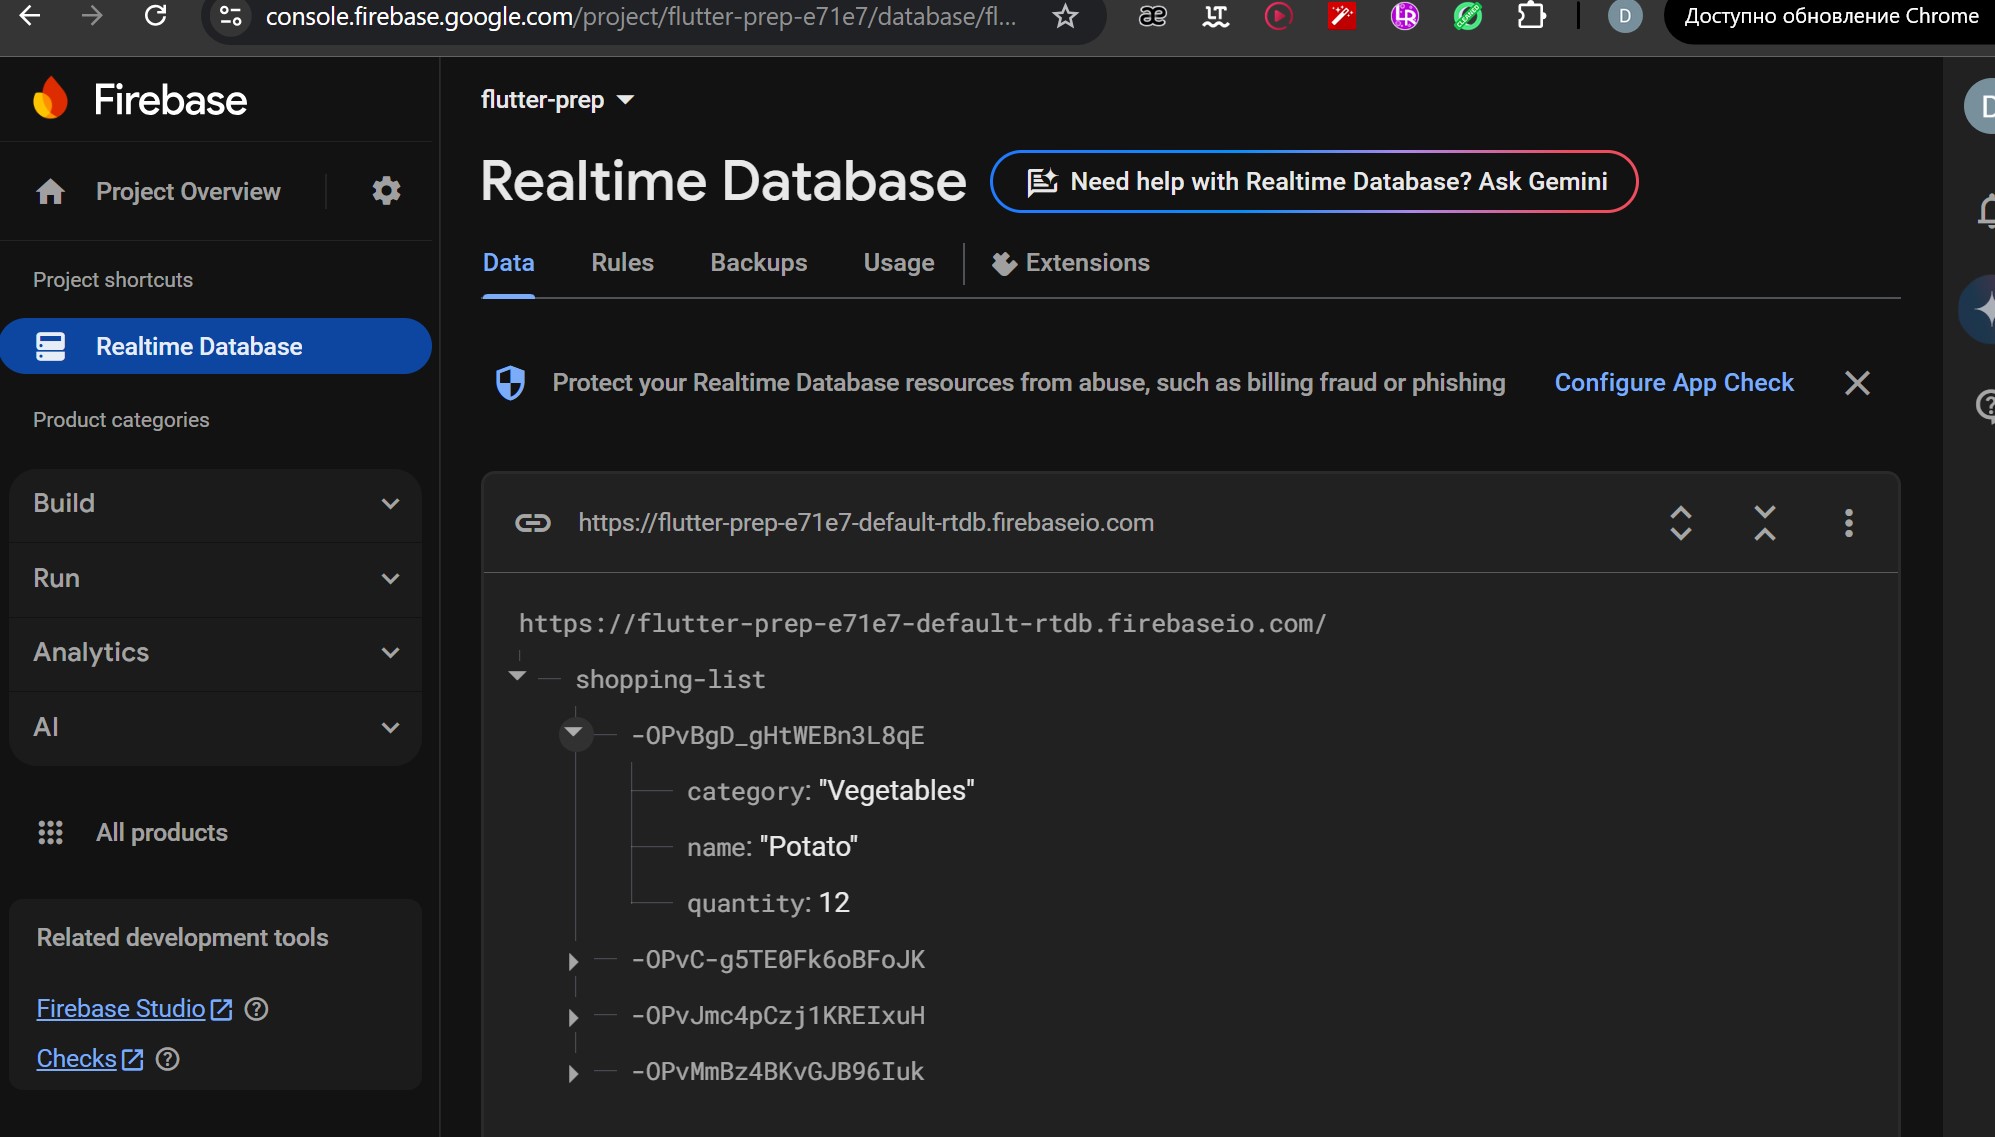 console.firebase.google.com/project/flutter-prep-e71e7/database/fl...
D
Доступно обновление Chrome
Firebase
Project Overview
Project shortcuts
Realtime Database
Product categories
Build
Run
Analytics
AI
All products
Related development tools
Firebase Studio
Checks
flutter-prep
Realtime Database
Need help with Realtime Database? Ask Gemini
Data Rules Backups Usage Extensions
Protect your Realtime Database resources from abuse, such as billing fraud or phishing Configure App Check
https://flutter-prep-e71e7-default-rtdb.firebaseio.com
https://flutter-prep-e71e7-default-rtdb.firebaseio.com/
shopping-list
-OPvBgD_gHtWEBn3L8qE
category: "Vegetables"
name: "Potato"
quantity: 12
-OPvC-g5TE0Fk6oBFoJK
-OPvJmc4pCzj1KREIxuH
-OPvMmBz4BKvGJB96Iuk